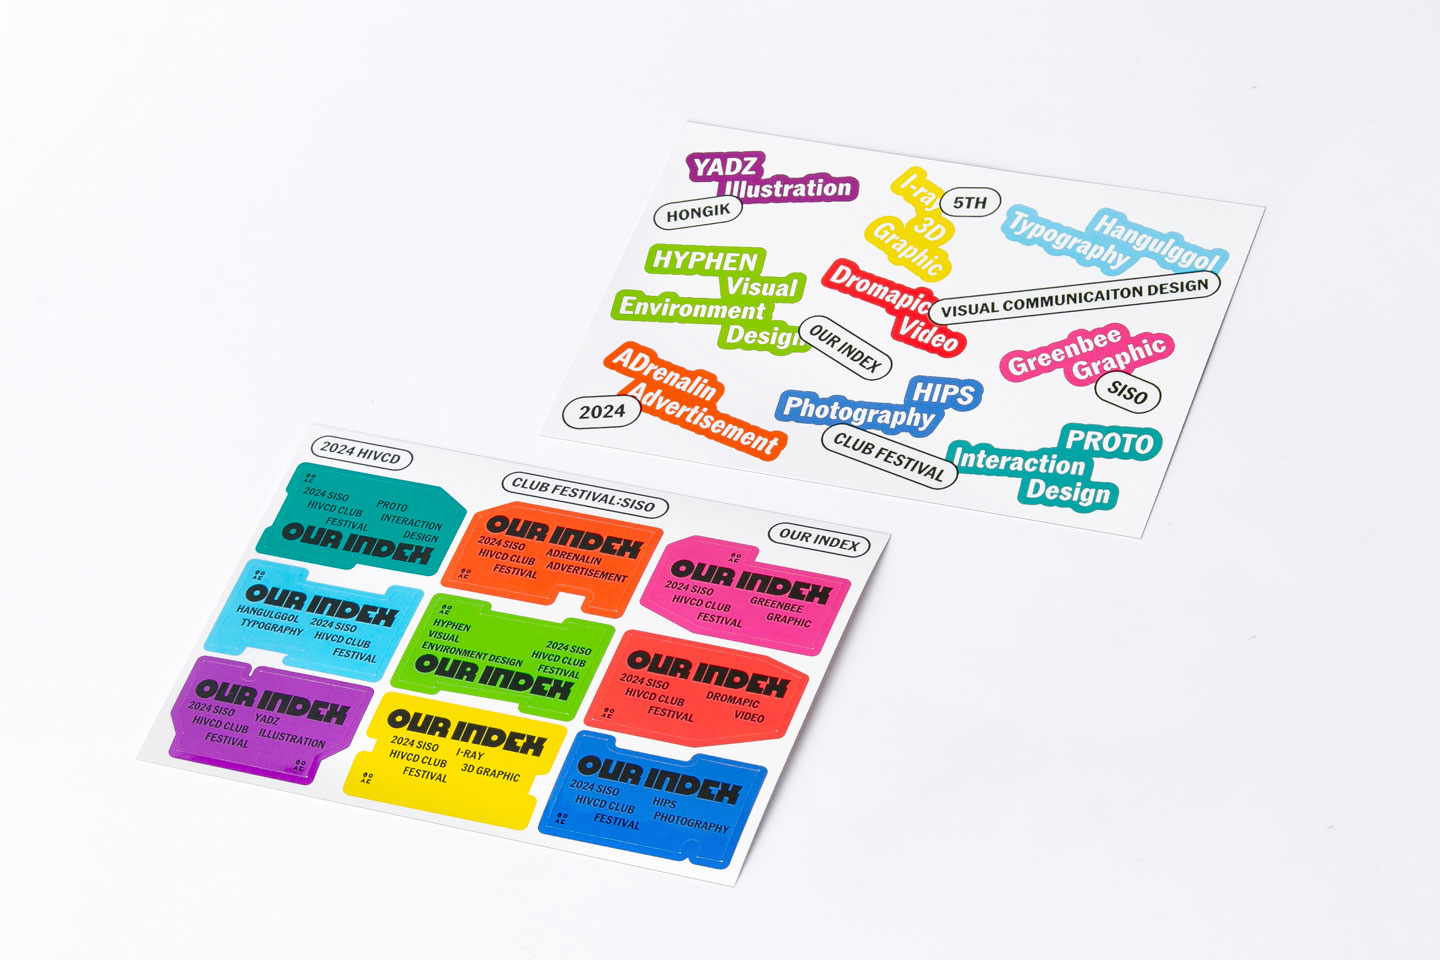 YADZ
Illustration
HONGIK
I-ray
3D
Graphic
5TH
Hangulggol
Typography
HYPHEN
Visual
Environment
Design
Dromapic
Video
VISUAL COMMUNICAITON DESIGN
OUR INDEX
Greenbee
Graphic
SISO
ADrenalin
Advertisement
2024
HIPS
Photography
CLUB FESTIVAL
PROTO
Interaction
Design
2024 HIVCD
CLUB FESTIVAL:SISO
OUR INDEX
2024 SISO
HIVCD CLUB
FESTIVAL
PROTO
INTERACTION
DESIGN
OUR INDEX
OUR INDEX
2024 SISO
HIVCD CLUB
FESTIVAL
ADRENALIN
ADVERTISEMENT
OUR INDEX
2024 SISO
HIVCD CLUB
FESTIVAL
GREENBEE
GRAPHIC
OUR INDEX
HANGULGGOL
TYPOGRAPHY
2024 SISO
HIVCD CLUB
FESTIVAL
HYPHEN
VISUAL
ENVIRONMENT DESIGN
2024 SISO
HIVCD CLUB
FESTIVAL
OUR INDEX
OUR INDEX
2024 SISO
HIVCD CLUB
FESTIVAL
DROMAPIC
VIDEO
OUR INDEX
2024 SISO
HIVCD CLUB
FESTIVAL
YADZ
ILLUSTRATION
OUR INDEX
2024 SISO
HIVCD CLUB
FESTIVAL
I-RAY
3D GRAPHIC
OUR INDEX
2024 SISO
HIVCD CLUB
FESTIVAL
HIPS
PHOTOGRAPHY